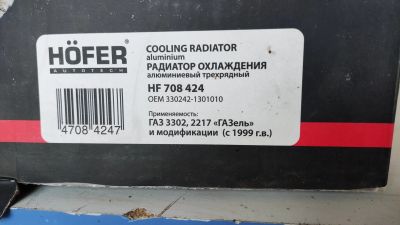 HÖFER
AUTOTECH
4708 4247
COOLING RADIATOR
aluminium
РАДИАТОР ОХЛАЖДЕНИЯ
алюминиевый трехрядный
HF 708 424
OEM 330242-1301010
Применяемость:
ГАЗ 3302, 2217 «ГАЗель»
и модификации (с 1999 г.в.)